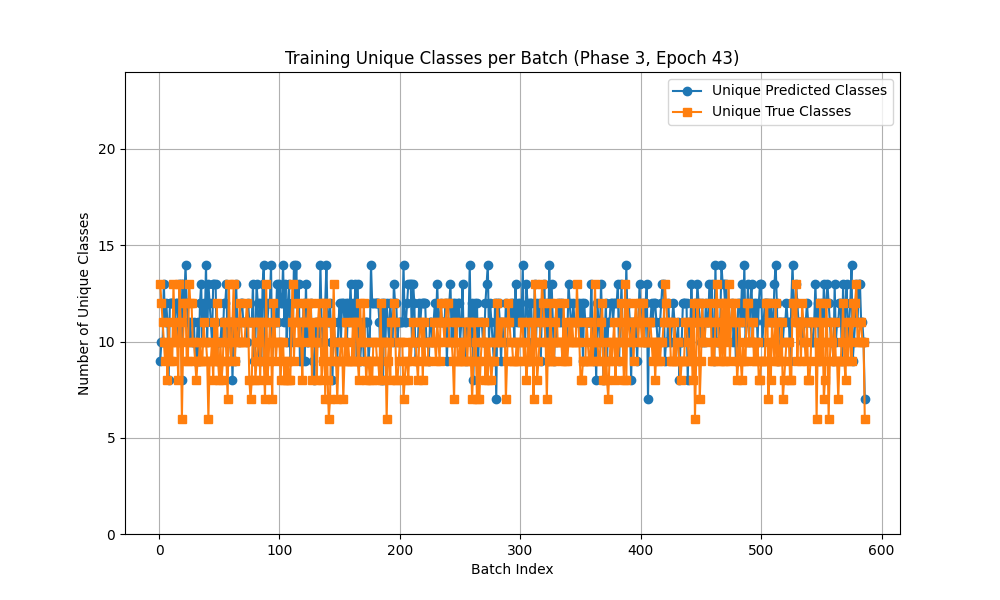 Training Unique Classes per Batch (Phase 3, Epoch 43)
Unique Predicted Classes
Unique True Classes
Number of Unique Classes
20
15
10
5
0
0 100 200 300 400 500 600
Batch Index